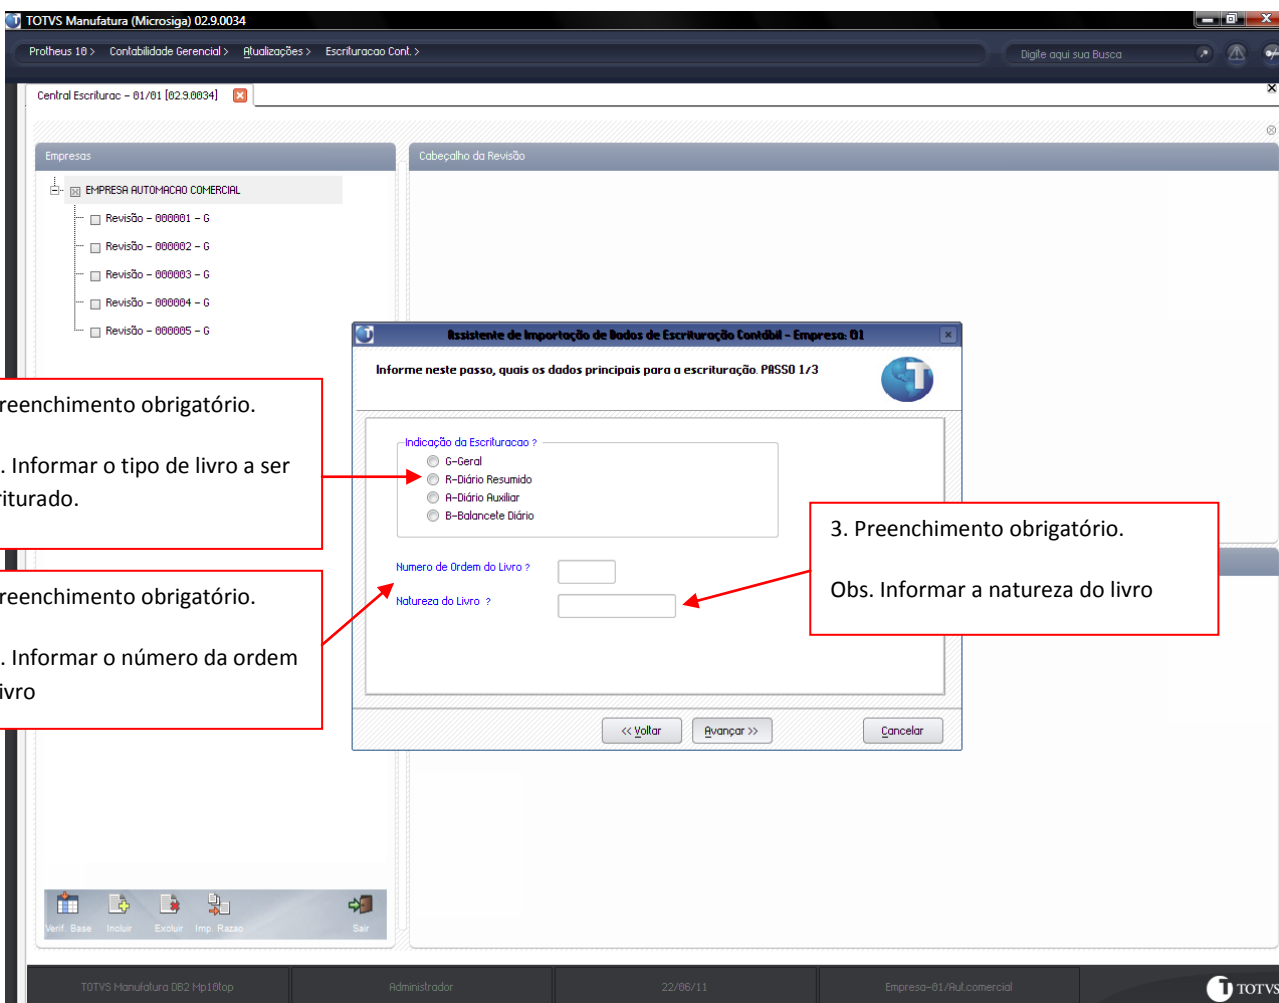 TOTVS Manufatura (Microsiga) 02.9.0034
Protheus 10 > Contabilidade Gerencial > Atualizações > Escrituracao Cont. >
Digite aqui sua Busca
Central Escriturac - 01/01 [02.9.0034]
Empresas
Cabeçalho da Revisão
EMPRESA AUTOMACAO COMERCIAL
Revisão - 000001 - G
Revisão - 000002 - G
Revisão - 000003 - G
Revisão - 000004 - G
Revisão - 000005 - G
Assistente de Importação de Dados de Escrituração Contábil - Empresa: 01
Informe neste passo, quais os dados principais para a escrituração. PASSO 1/3
reenchimento obrigatório.
. Informar o tipo de livro a ser
riturado.
Indicação da Escrituracao ?
G-Geral
R-Diário Resumido
A-Diário Auxiliar
B-Balancete Diário
3. Preenchimento obrigatório.
Obs. Informar a natureza do livro
Numero de Ordem do Livro ?
Natureza do Livro ?
reenchimento obrigatório.
. Informar o número da ordem
ivro
<< Voltar
Avançar >>
Cancelar
Verif. Base
Incluir
Excluir
Imp. Razao
Sair
TOTVS Manufatura DB2 Mp10top
Administrador
22/06/11
Empresa-01/Aut.comercial
TOTVS